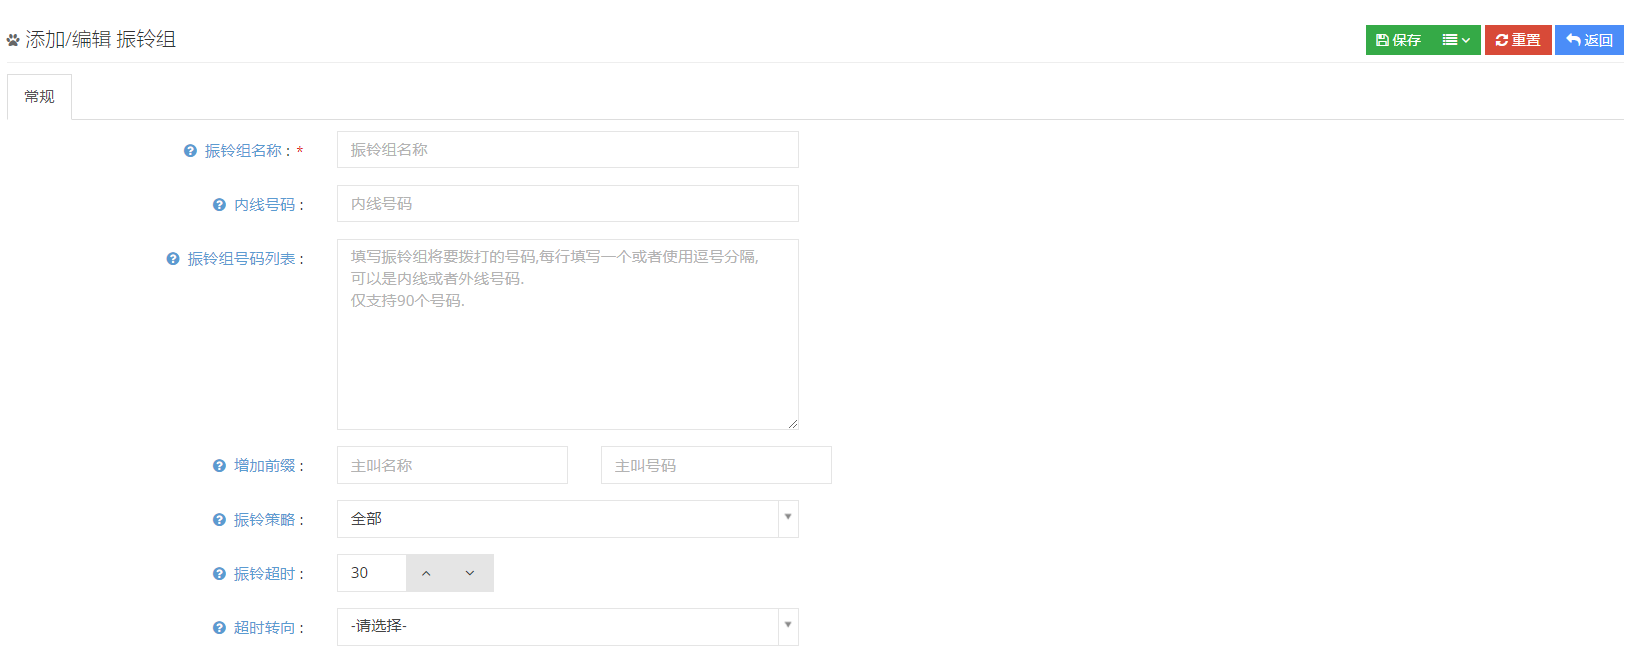 添加/编辑 振铃组
保存 重置 返回
常规
振铃组名称 : * 振铃组名称
内线号码 : 内线号码
振铃组号码列表 : 填写振铃组将要拨打的号码,每行填写一个或者使用逗号分隔,
可以是内线或者外线号码.
仅支持90个号码.
增加前缀 : 主叫名称 主叫号码
振铃策略 : 全部
振铃超时 : 30
超时转向 : -请选择-